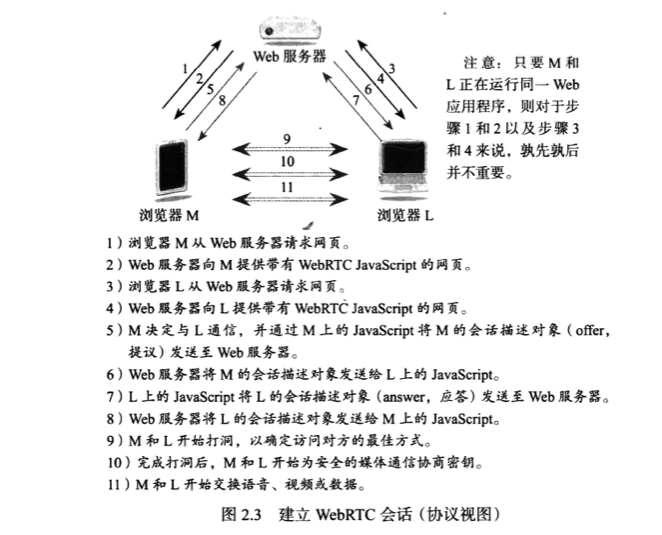 Web 服务器
1
2
5
8
3
4
6
7
注意：只要 M 和
L 正在运行同一 Web
应用程序，则对于步
骤 1 和 2 以及步骤 3
和 4 来说，孰先孰后
并不重要。
9
10
11
浏览器 M
浏览器 L
1）浏览器 M 从 Web 服务器请求网页。
2）Web 服务器向 M 提供带有 WebRTC JavaScript 的网页。
3）浏览器 L 从 Web 服务器请求网页。
4）Web 服务器向 L 提供带有 WebRTC JavaScript 的网页。
5）M 决定与 L 通信，并通过 M 上的 JavaScript 将 M 的会话描述对象（offer，
提议）发送至 Web 服务器。
6）Web 服务器将 M 的会话描述对象发送给 L 上的 JavaScript。
7）L 上的 JavaScript 将 L 的会话描述对象（answer，应答）发送至 Web 服务器。
8）Web 服务器将 L 的会话描述对象发送给 M 上的 JavaScript。
9）M 和 L 开始打洞，以确定访问对方的最佳方式。
10）完成打洞后，M 和 L 开始为安全的媒体通信协商密钥。
11）M 和 L 开始交换语音、视频或数据。
图 2.3 建立 WebRTC 会话（协议视图）